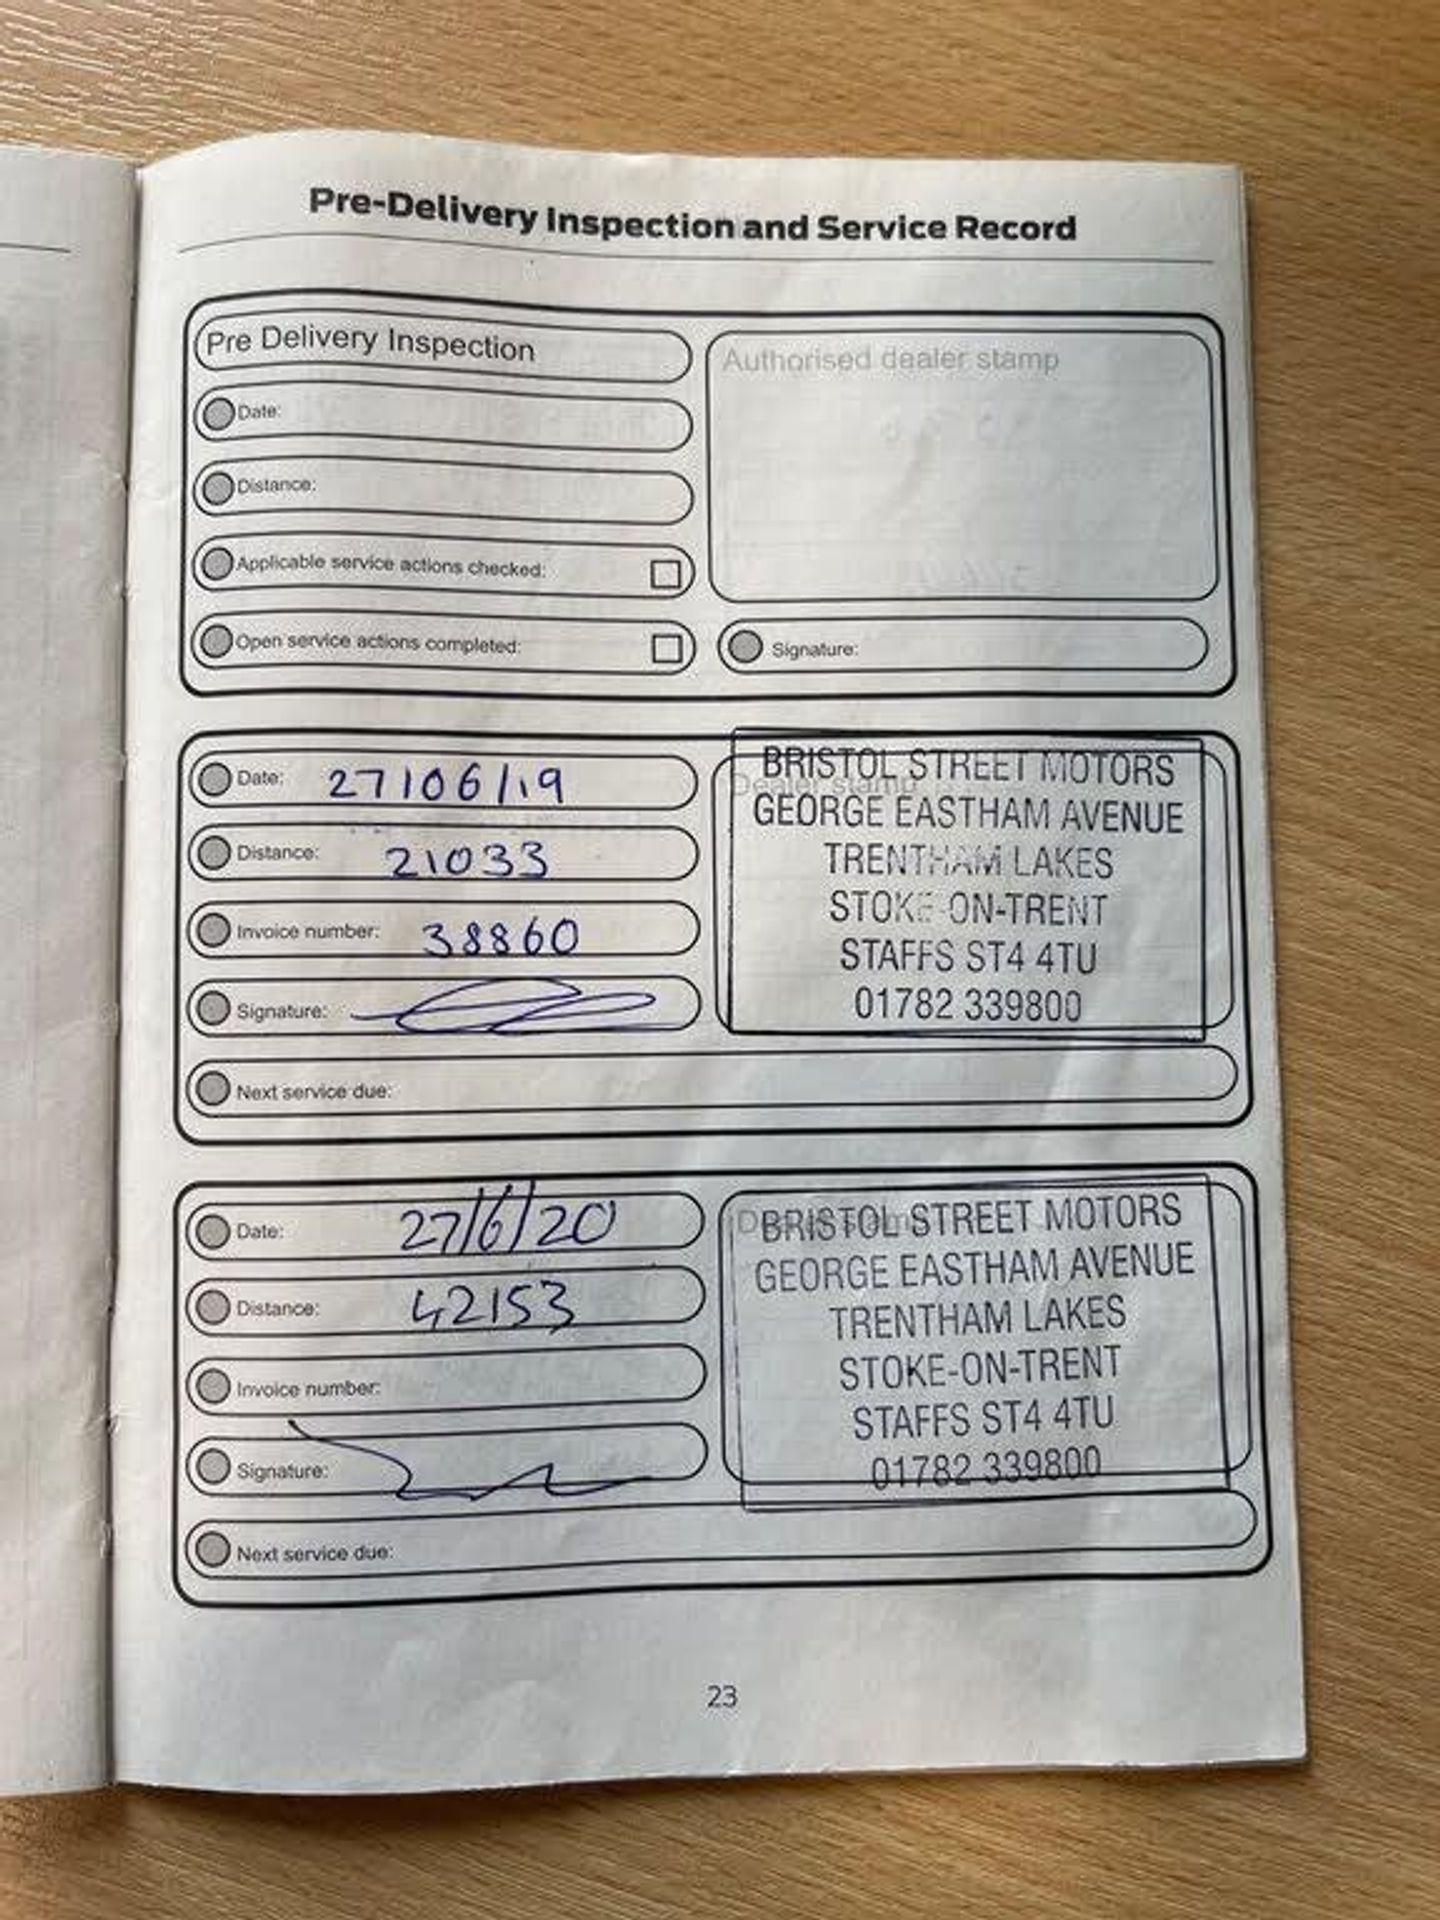 Pre-Delivery Inspection and Service Record
Pre Delivery Inspection
Authorised dealer stamp
Date:
Distance:
Applicable service actions checked:
Open service actions completed:
Signature:
Date: 27/06/19
Distance: 21033
Invoice number: 38860
Signature:
Next service due:
Dealer stamp
BRISTOL STREET MOTORS
GEORGE EASTHAM AVENUE
TRENTHAM LAKES
STOKE-ON-TRENT
STAFFS ST4 4TU
01782 339800
Date: 27/6/20
Distance: 42153
Invoice number:
Signature:
Next service due:
Dealer stamp
BRISTOL STREET MOTORS
GEORGE EASTHAM AVENUE
TRENTHAM LAKES
STOKE-ON-TRENT
STAFFS ST4 4TU
01782 339800
23